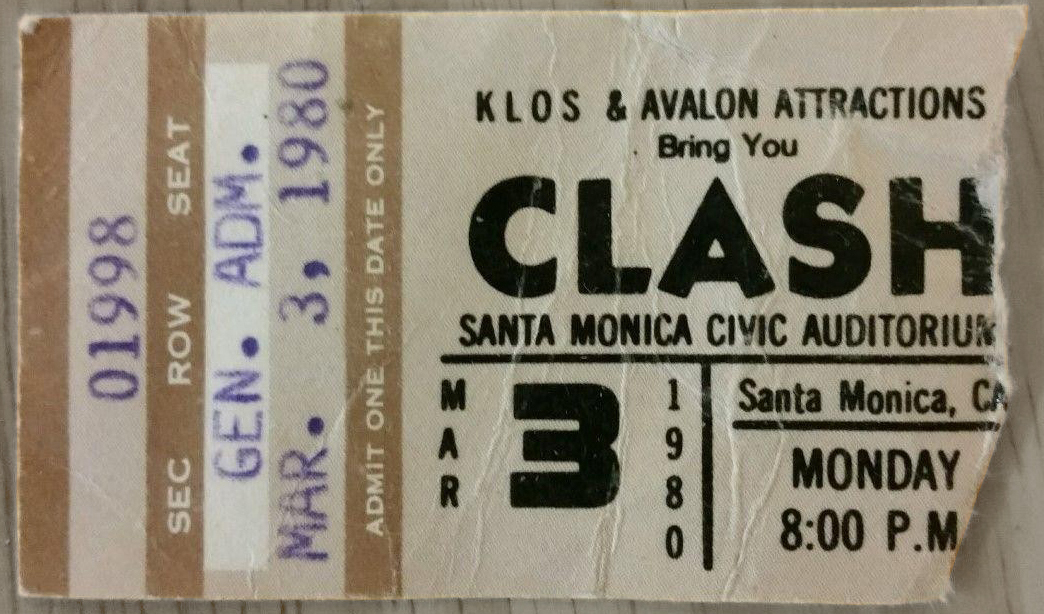 01998
SEC ROW SEAT
GEN. ADM.
MAR. 3, 1980
ADMIT ONE THIS DATE ONLY
KLOS & AVALON ATTRACTIONS
Bring You
CLASH
SANTA MONICA CIVIC AUDITORIUM
MAR 3 1980
Santa Monica, CA
MONDAY
8:00 P.M